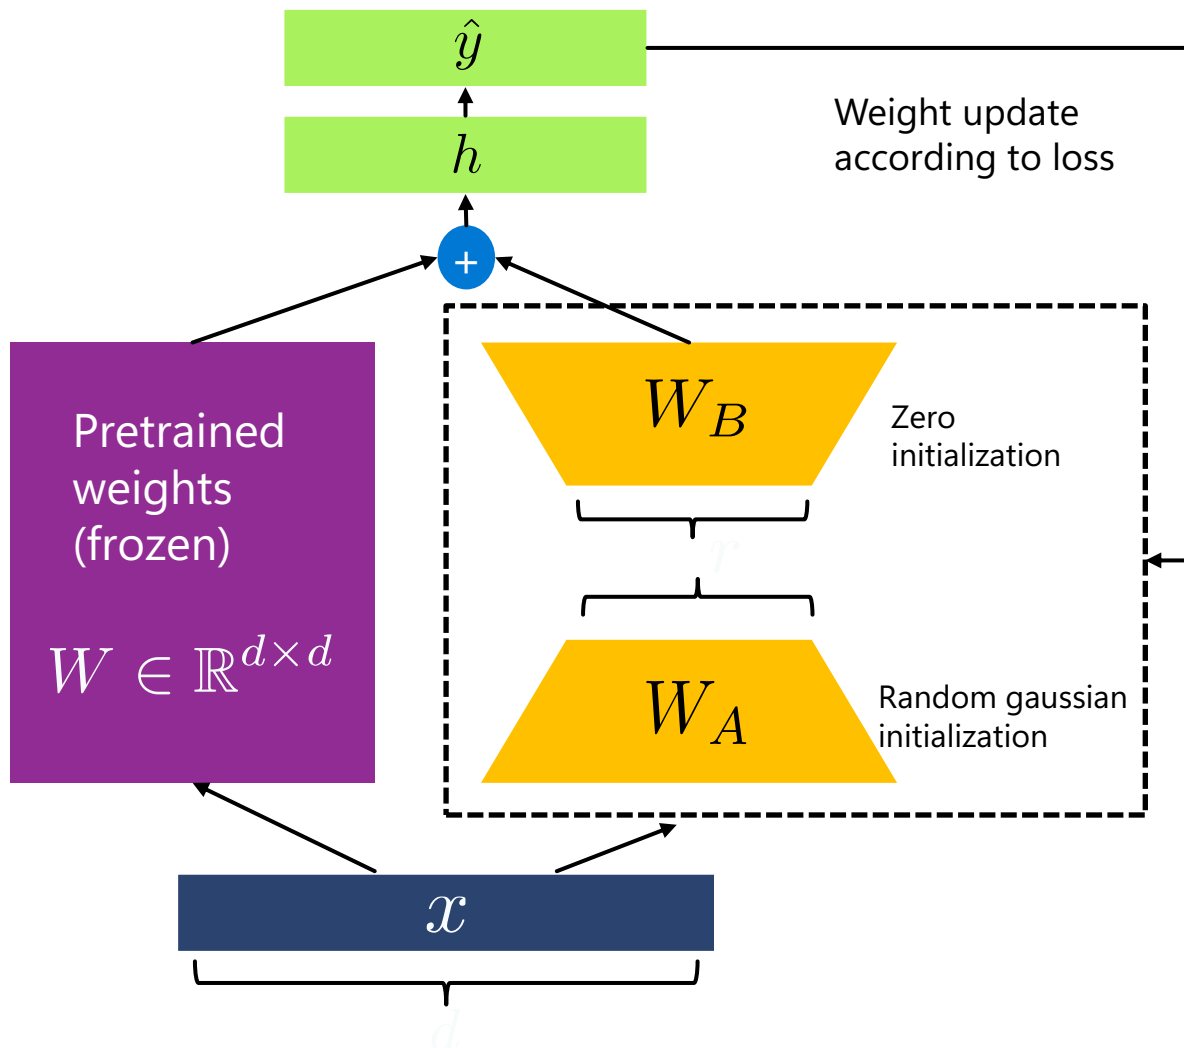 ŷ
Weight update
according to loss
h
+
Pretrained
weights
(frozen)
W ∈ ℝ^{d×d}
W_B
Zero
initialization
r
W_A
Random gaussian
initialization
x
d